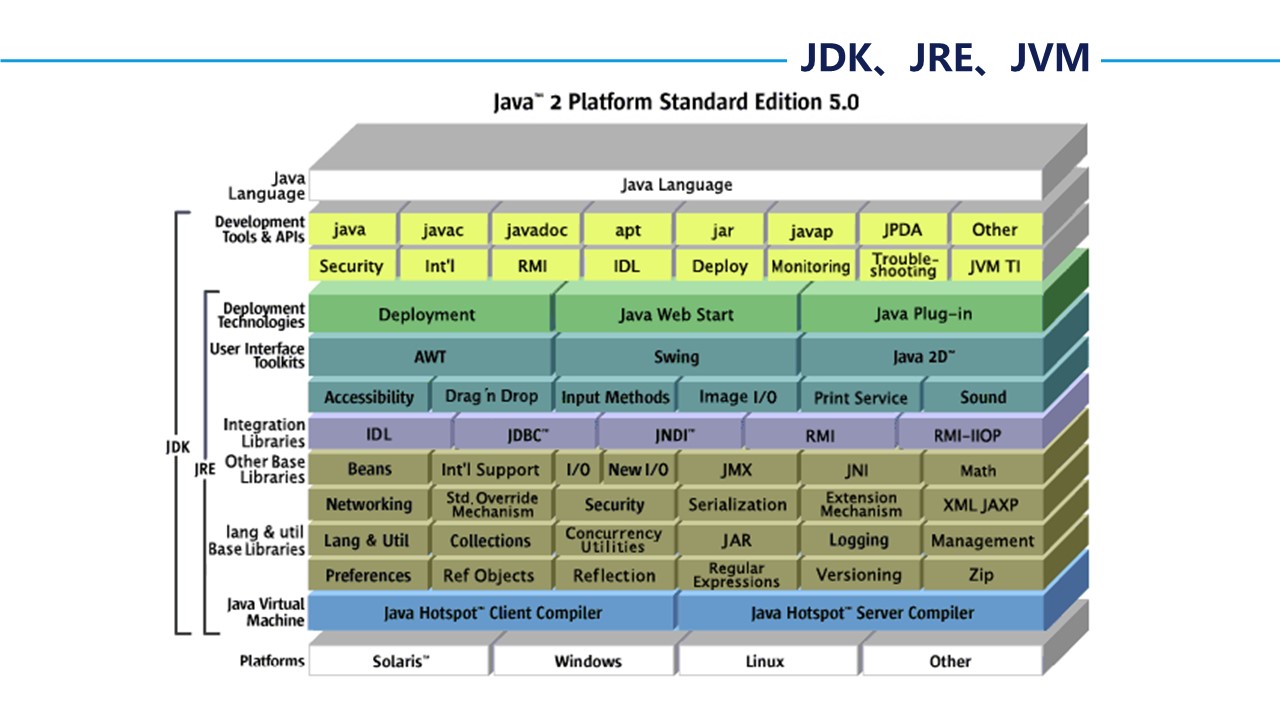 JDK、JRE、JVM
Java™ 2 Platform Standard Edition 5.0
Java
Language
Java Language
Development
Tools & APIs
java javac javadoc apt jar javap JPDA Other
Security Int'l RMI IDL Deploy Monitoring Trouble-
shooting JVM TI
Deployment
Technologies
Deployment Java Web Start Java Plug-in
User Interface
Toolkits
AWT Swing Java 2D™
Accessibility Drag'n Drop Input Methods Image I/O Print Service Sound
Integration
Libraries
IDL JDBC™ JNDI™ RMI RMI-IIOP
JDK
JRE
Other Base
Libraries
Beans Int'l Support I/O New I/O JMX JNI Math
Networking Std. Override
Mechanism Security Serialization Extension
Mechanism XML JAXP
lang & util
Base Libraries
Lang & Util Collections Concurrency
Utilities JAR Logging Management
Preferences Ref Objects Reflection Regular
Expressions Versioning Zip
Java Virtual
Machine
Java Hotspot™ Client Compiler Java Hotspot™ Server Compiler
Platforms
Solaris™ Windows Linux Other